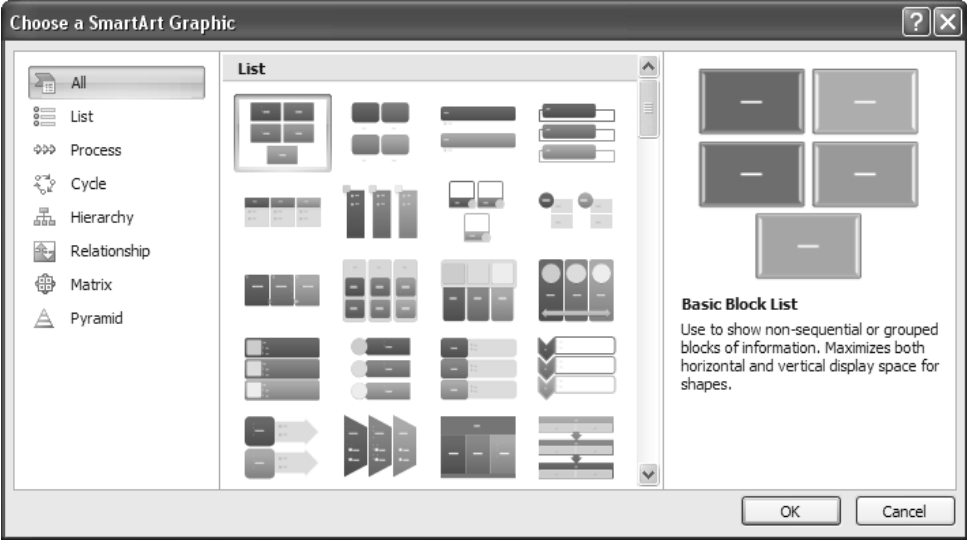 Choose a SmartArt Graphic
All
List
Process
Cycle
Hierarchy
Relationship
Matrix
Pyramid
List
Basic Block List
Use to show non-sequential or grouped
blocks of information. Maximizes both
horizontal and vertical display space for
shapes.
OK
Cancel